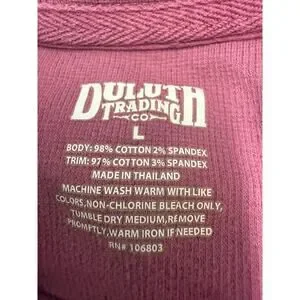 DULUTH
TRADING
CO
L
BODY: 98% COTTON 2% SPANDEX
TRIM: 97% COTTON 3% SPANDEX
MADE IN THAILAND
MACHINE WASH WARM WITH LIKE
COLORS, NON-CHLORINE BLEACH ONLY,
TUMBLE DRY MEDIUM, REMOVE
PROMPTLY, WARM IRON IF NEEDED
RN# 106803